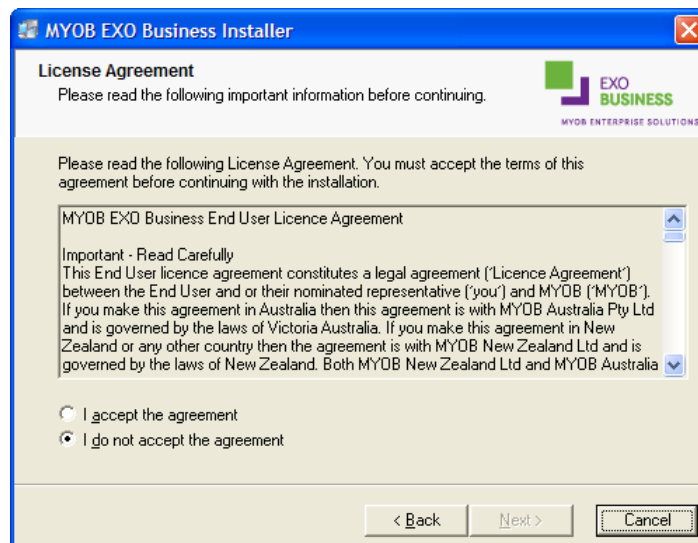 MYOB EXO Business Installer
License Agreement
Please read the following important information before continuing.
EXO
BUSINESS
MYOB ENTERPRISE SOLUTIONS
Please read the following License Agreement. You must accept the terms of this
agreement before continuing with the installation.
MYOB EXO Business End User Licence Agreement
Important - Read Carefully
This End User licence agreement constitutes a legal agreement ('Licence Agreement')
between the End User and or their nominated representative ('you') and MYOB ('MYOB').
If you make this agreement in Australia then this agreement is with MYOB Australia Pty Ltd
and is governed by the laws of Victoria Australia. If you make this agreement in New
Zealand or any other country then the agreement is with MYOB New Zealand Ltd and is
governed by the laws of New Zealand. Both MYOB New Zealand Ltd and MYOB Australia
I accept the agreement
I do not accept the agreement
< Back Next > Cancel